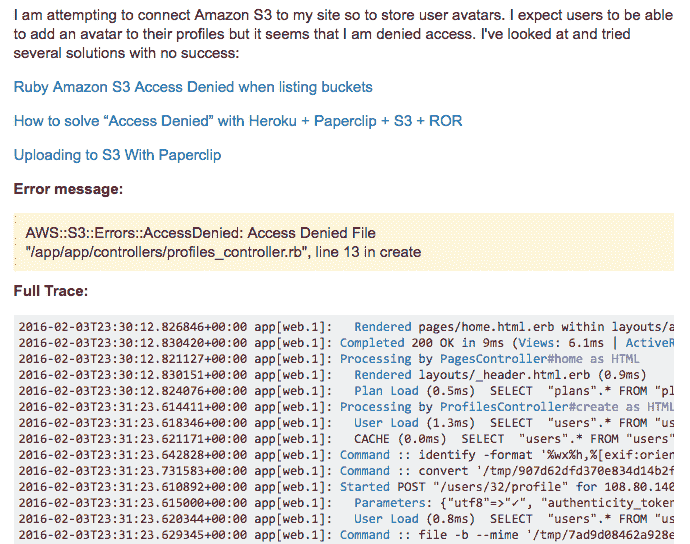 I am attempting to connect Amazon S3 to my site so to store user avatars. I expect users to be able
to add an avatar to their profiles but it seems that I am denied access. I've looked at and tried
several solutions with no success:
Ruby Amazon S3 Access Denied when listing buckets
How to solve “Access Denied” with Heroku + Paperclip + S3 + ROR
Uploading to S3 With Paperclip
Error message:
AWS::S3::Errors::AccessDenied: Access Denied File
"/app/app/controllers/profiles_controller.rb", line 13 in create
Full Trace:
2016-02-03T23:30:12.826846+00:00 app[web.1]:   Rendered pages/home.html.erb within layouts/a
2016-02-03T23:30:12.830420+00:00 app[web.1]: Completed 200 OK in 9ms (Views: 6.1ms | ActiveR
2016-02-03T23:30:12.821127+00:00 app[web.1]: Processing by PagesController#home as HTML
2016-02-03T23:30:12.830151+00:00 app[web.1]:   Rendered layouts/_header.html.erb (0.9ms)
2016-02-03T23:30:12.824076+00:00 app[web.1]:   Plan Load (0.5ms)  SELECT  "plans".* FROM "pl
2016-02-03T23:31:23.614411+00:00 app[web.1]: Processing by ProfilesController#create as HTML
2016-02-03T23:31:23.618346+00:00 app[web.1]:   User Load (1.3ms)  SELECT  "users".* FROM "us
2016-02-03T23:31:23.621171+00:00 app[web.1]:   CACHE (0.0ms)  SELECT  "users".* FROM "users"
2016-02-03T23:31:23.642828+00:00 app[web.1]: Command :: identify -format '%wx%h,%[exif:orien
2016-02-03T23:31:23.731583+00:00 app[web.1]: Command :: convert '/tmp/907d62dfd370e834d14b2f
2016-02-03T23:31:23.610892+00:00 app[web.1]: Started POST "/users/32/profile" for 108.80.140
2016-02-03T23:31:23.615000+00:00 app[web.1]:   Parameters: {"utf8"=>"✓", "authenticity_token
2016-02-03T23:31:23.620344+00:00 app[web.1]:   User Load (0.8ms)  SELECT  "users".* FROM "us
2016-02-03T23:31:23.629345+00:00 app[web.1]: Command :: file -b --mime '/tmp/7ad9d08462a928e